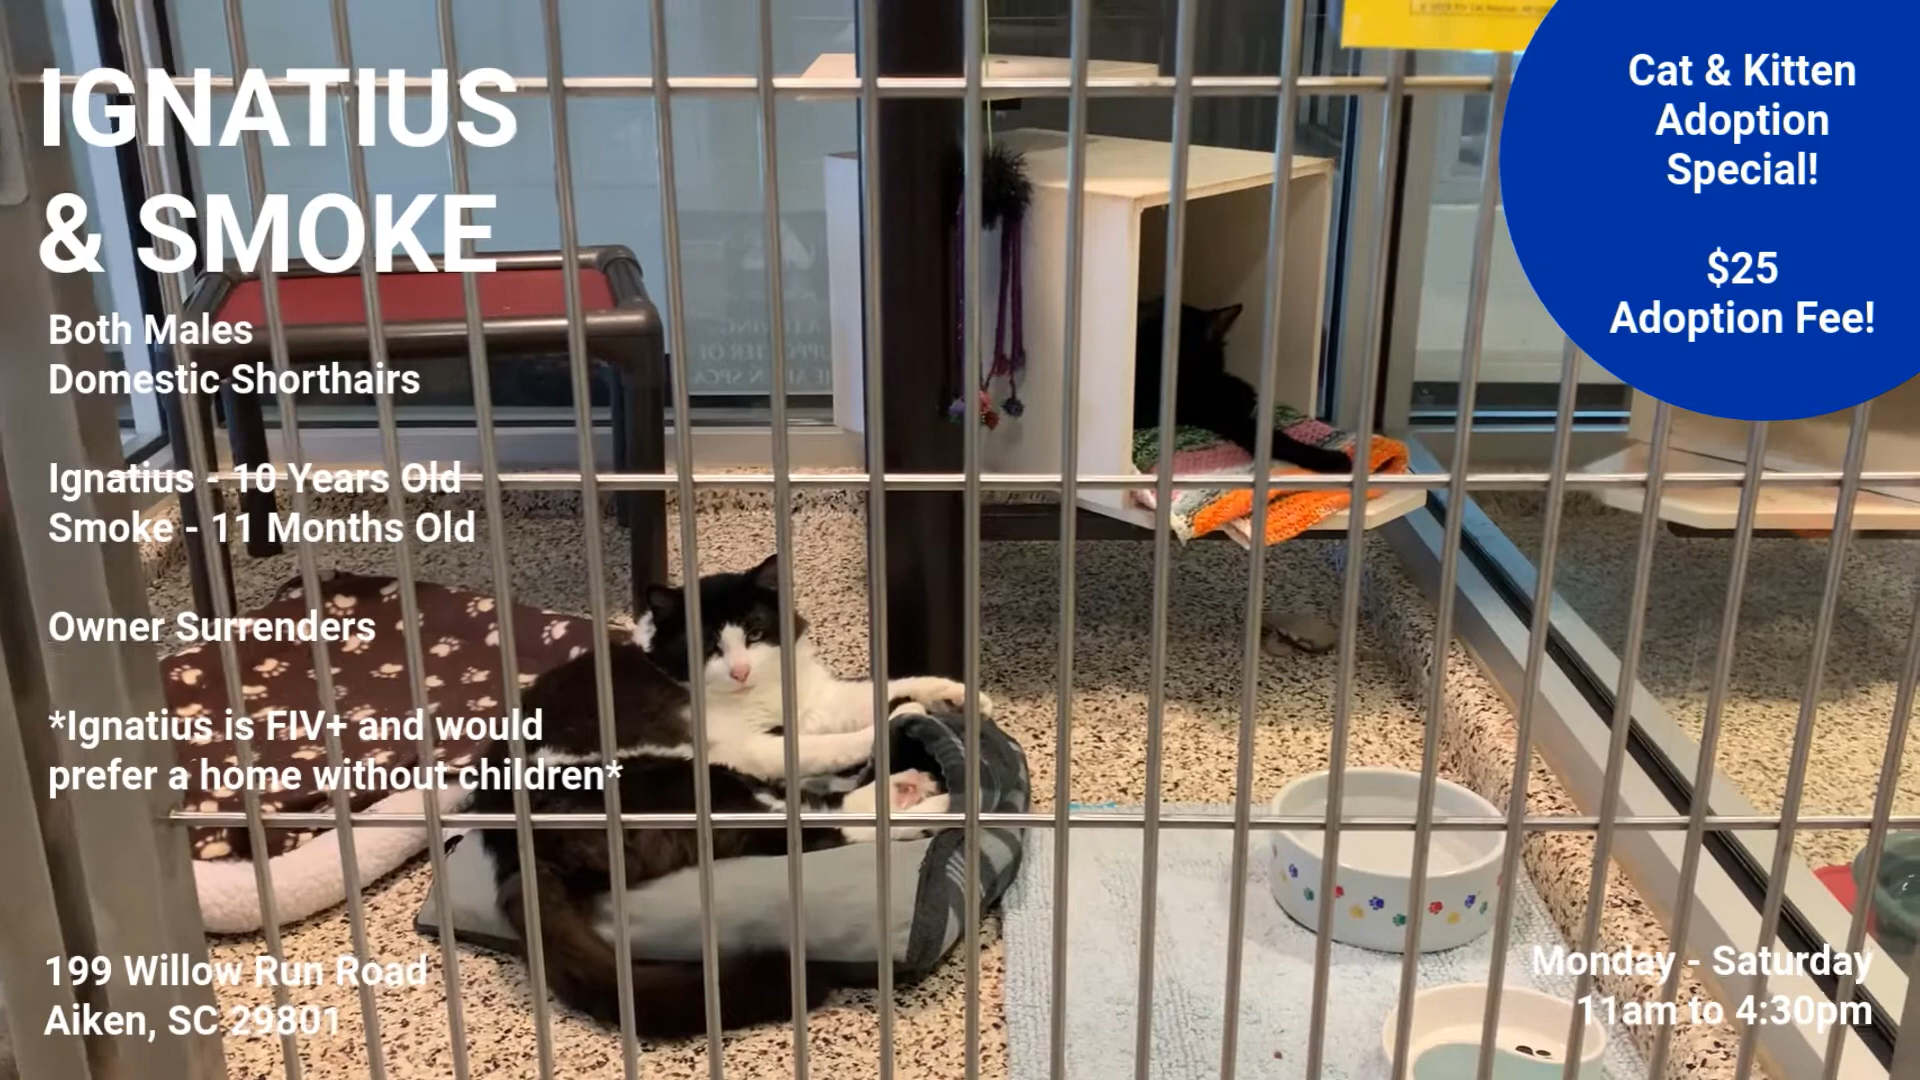 IGNATIUS
& SMOKE
Both Males
Domestic Shorthairs
Ignatius - 10 Years Old
Smoke - 11 Months Old
Owner Surrenders
*Ignatius is FIV+ and would
prefer a home without children*
199 Willow Run Road
Aiken, SC 29801
Cat & Kitten
Adoption
Special!
$25
Adoption Fee!
Monday - Saturday
11am to 4:30pm